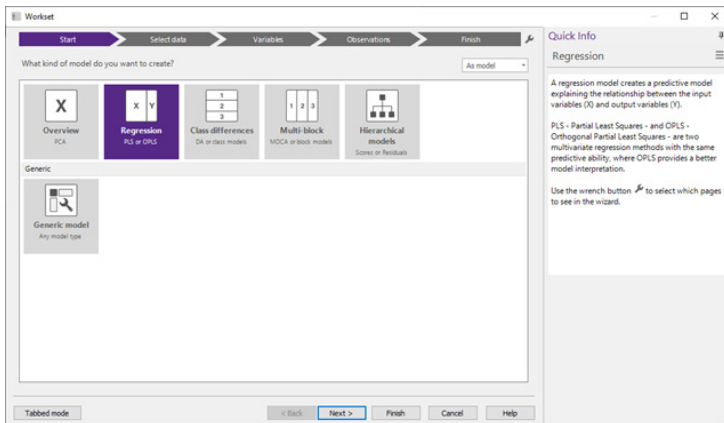 Workset
Start
Select data
Variables
Observations
Finish
What kind of model do you want to create?
As model
X
Overview
PCA
X Y
Regression
PLS or OPLS
1
2
3
Class differences
DA or class models
1 2 3
Multi-block
MOCA or block models
Hierarchical
models
Scores or Residuals
Generic
Generic model
Any model type
Tabbed mode
< Back
Next >
Finish
Cancel
Help
Quick Info
Regression
A regression model creates a predictive model
explaining the relationship between the input
variables (X) and output variables (Y).
PLS - Partial Least Squares - and OPLS -
Orthogonal Partial Least Squares - are two
multivariate regression methods with the same
predictive ability, where OPLS provides a better
model interpretation.
Use the wrench button to select which pages
to see in the wizard.